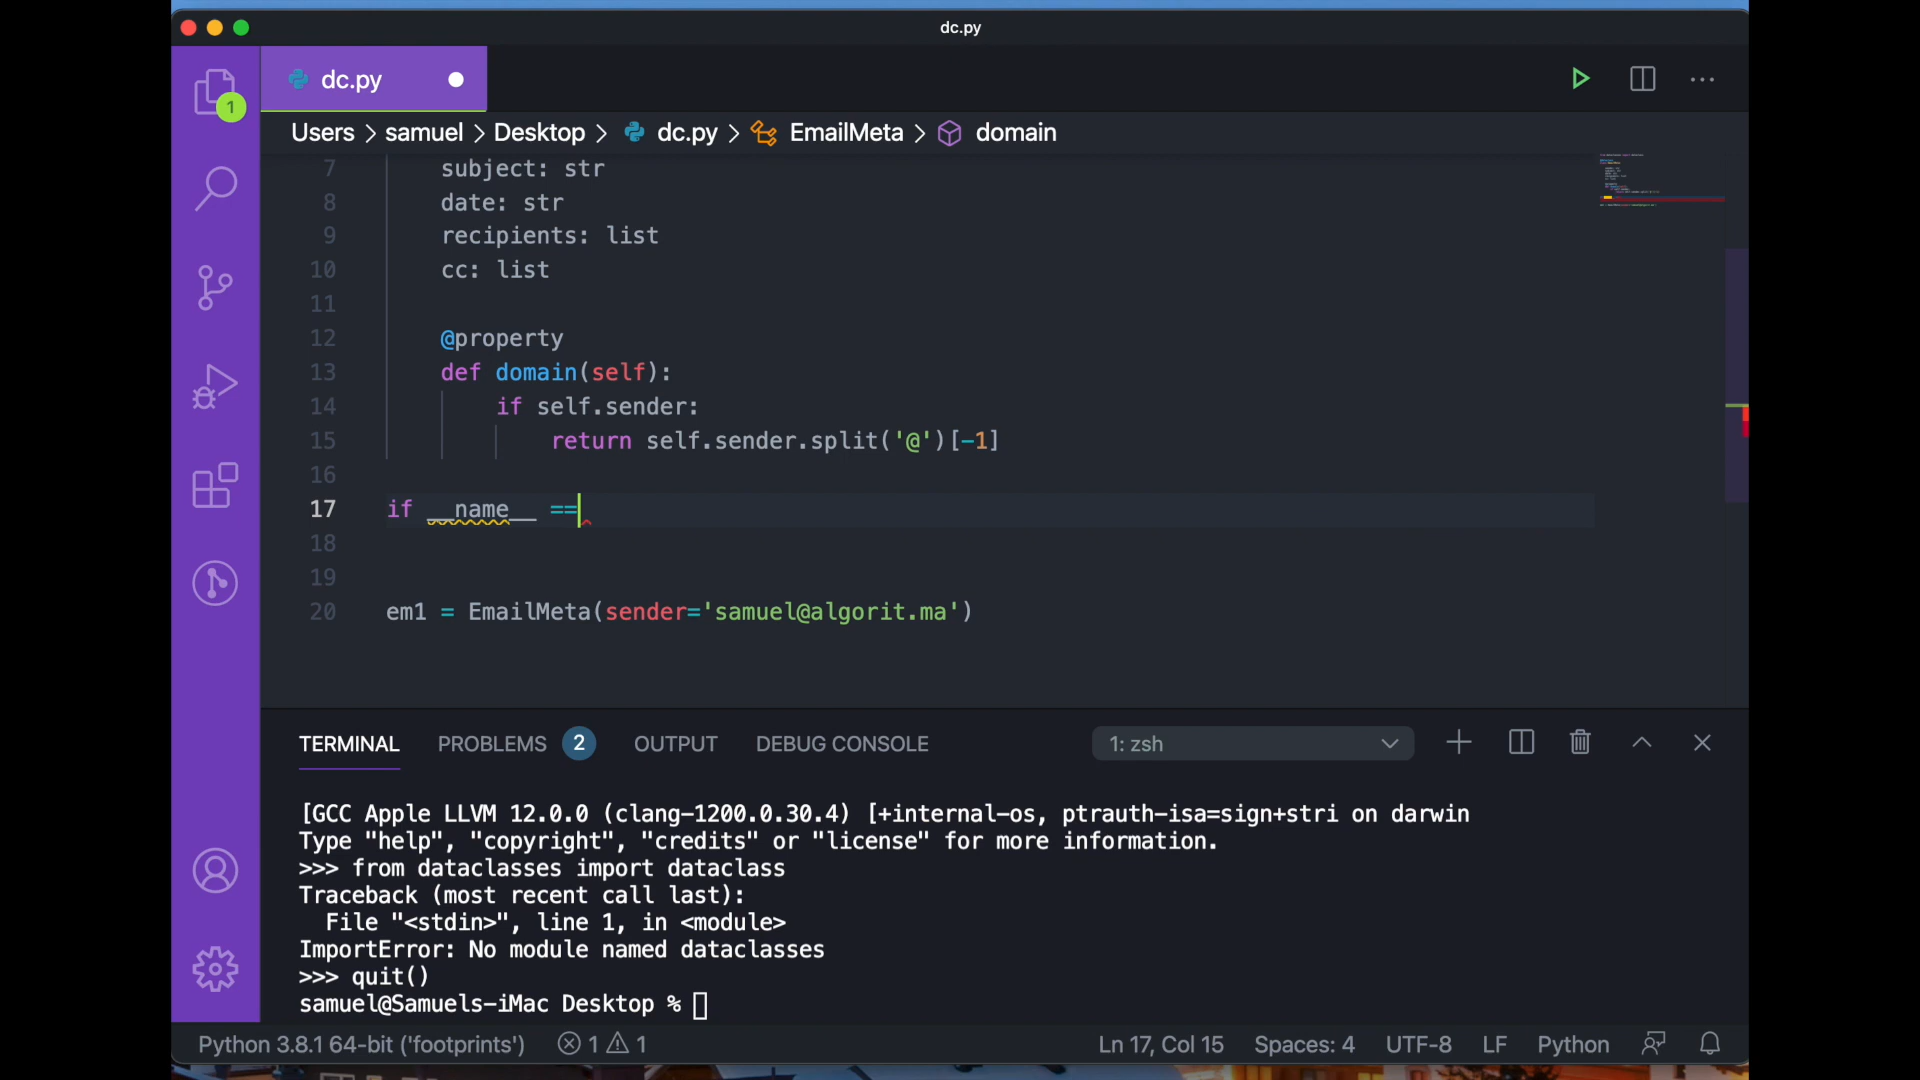 dc.py
dc.py
1
Users > samuel > Desktop > dc.py > EmailMeta > domain
7 subject: str
8 date: str
9 recipients: list
10 cc: list
11
12 @property
13 def domain(self):
14 if self.sender:
15 return self.sender.split('@')[-1]
16
17 if __name__ ==
18
19
20 em1 = EmailMeta(sender='samuel@algorit.ma')
TERMINAL PROBLEMS 2 OUTPUT DEBUG CONSOLE 1: zsh
[GCC Apple LLVM 12.0.0 (clang-1200.0.30.4) [+internal-os, ptrauth-isa=sign+stri on darwin
Type "help", "copyright", "credits" or "license" for more information.
>>> from dataclasses import dataclass
Traceback (most recent call last):
File "<stdin>", line 1, in <module>
ImportError: No module named dataclasses
>>> quit()
samuel@Samuels-iMac Desktop %
Python 3.8.1 64-bit ('footprints') 1 1 Ln 17, Col 15 Spaces: 4 UTF-8 LF Python